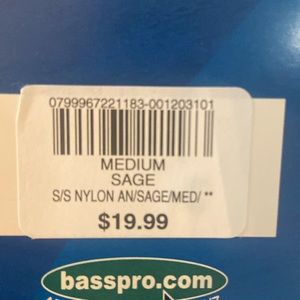 0799967221183-001203101
MEDIUM
SAGE
S/S NYLON AN/SAGE/MED/ **
$19.99
basspro.com